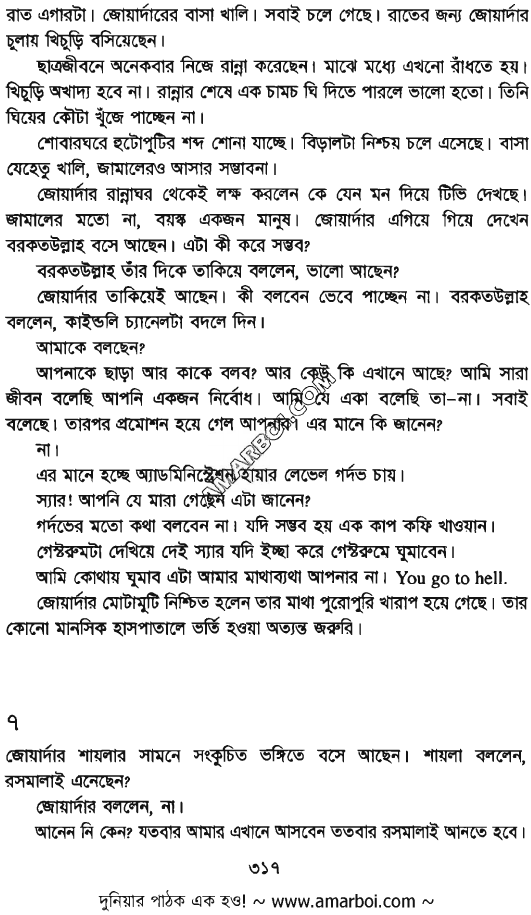 রাত এগারটা। জোয়ার্দারের বাসা খালি। সবাই চলে গেছে। রাতের জন্য জোয়ার্দার
চুলায় খিচুড়ি বসিয়েছেন।
ছাত্রজীবনে অনেকবার নিজে রান্না করেছেন। মাঝে মধ্যে এখনো রাঁধতে হয়।
খিচুড়ি অখাদ্য হবে না। রান্নার শেষে এক চামচ ঘি দিতে পারলে ভালো হতো। তিনি
ঘিয়ের কৌটা খুঁজে পাচ্ছেন না।
শোবারঘরে হুটোপুটির শব্দ শোনা যাচ্ছে। বিড়ালটা নিশ্চয় চলে এসেছে। বাসা
যেহেতু খালি, জামালেরও আসার সম্ভাবনা।
জোয়ার্দার রান্নাঘর থেকেই লক্ষ করলেন কে যেন মন দিয়ে টিভি দেখছে।
জামালের মতো না, বয়স্ক একজন মানুষ। জোয়ার্দার এগিয়ে গিয়ে দেখেন
বরকতউল্লাহ বসে আছেন। এটা কী করে সম্ভব?
বরকতউল্লাহ তাঁর দিকে তাকিয়ে বললেন, ভালো আছেন?
জোয়ার্দার তাকিয়েই আছেন। কী বলবেন ভেবে পাচ্ছেন না। বরকতউল্লাহ
বললেন, কাইন্ডলি চ্যানেলটা বদলে দিন।
আমাকে বলছেন?
আপনাকে ছাড়া আর কাকে বলব? আর কেউ কি এখানে আছে? আমি সারা
জীবন বলেছি আপনি একজন নির্বোধ। আমি যে একা বলেছি তা–না। সবাই
বলেছে। তারপর প্রমোশন হয়ে গেল আপনার। এর মানে কি জানেন?
না।
এর মানে হচ্ছে অ্যাডমিনিস্ট্রেশন হায়ার লেভেল গর্দভ চায়।
স্যার! আপনি যে মারা গেছেন এটা জানেন?
গর্দভের মতো কথা বলবেন না। যদি সম্ভব হয় এক কাপ কফি খাওয়ান।
গেস্টরুমটা দেখিয়ে দেই স্যার যদি ইচ্ছা করে গেস্টরুমে ঘুমাবেন।
আমি কোথায় ঘুমাব এটা আমার মাথাব্যথা আপনার না। You go to hell.
জোয়ার্দার মোটামুটি নিশ্চিত হলেন তার মাথা পুরোপুরি খারাপ হয়ে গেছে। তার
কোনো মানসিক হাসপাতালে ভর্তি হওয়া অত্যন্ত জরুরি।
৭
জোয়ার্দার শায়লার সামনে সংকুচিত ভঙ্গিতে বসে আছেন। শায়লা বললেন,
রসমালাই এনেছেন?
জোয়ার্দার বললেন, না।
আনেন নি কেন? যতবার আমার এখানে আসবেন ততবার রসমালাই আনতে হবে।
৩১৭
দুনিয়ার পাঠক এক হও! ~ www.amarboi.com ~
AMARBOI.COM